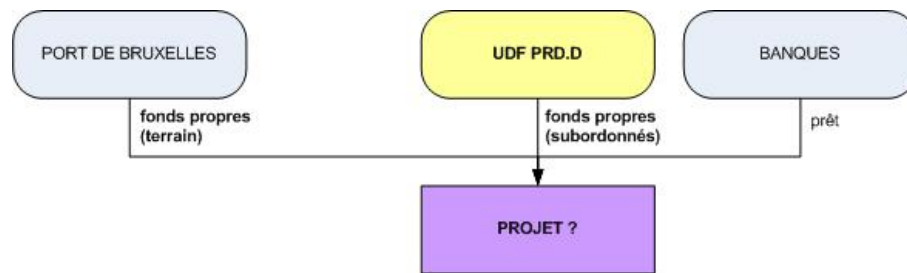 PORT DE BRUXELLES
UDF PRD.D
BANQUES
fonds propres
(terrain)
fonds propres
(subordonnés)
prêt
PROJET ?